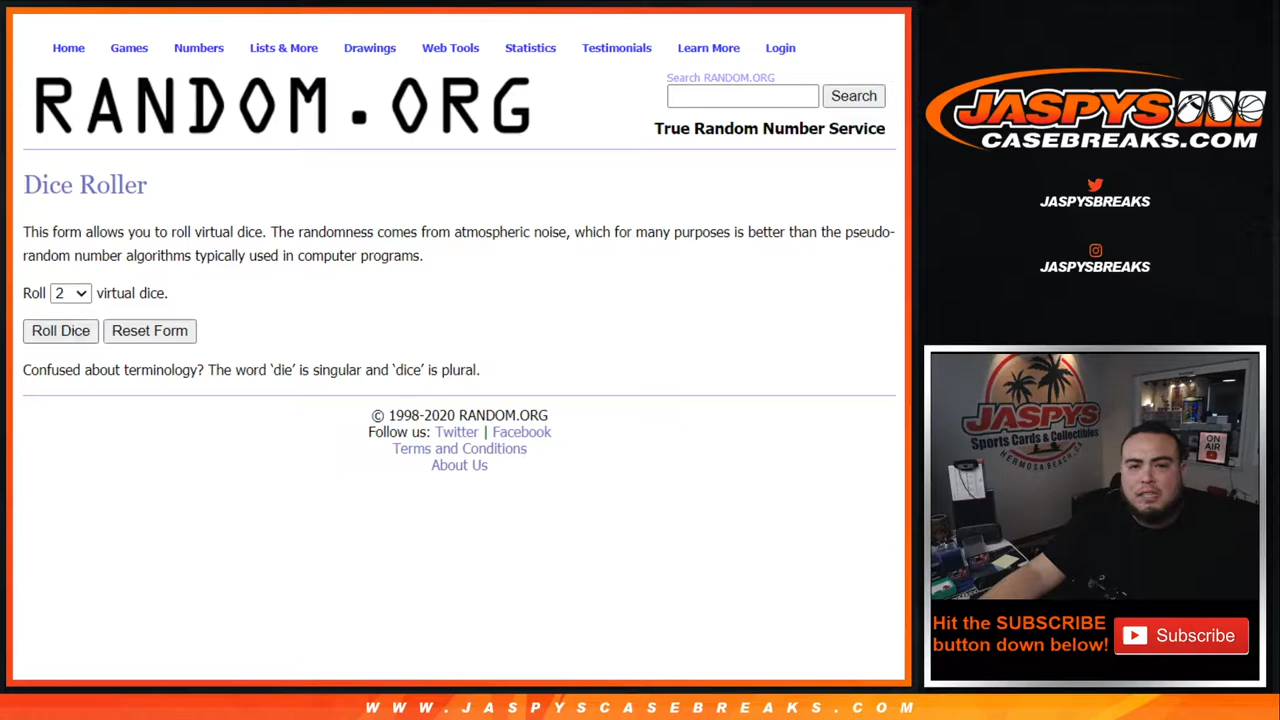 Home Games Numbers Lists & More Drawings Web Tools Statistics Testimonials Learn More Login
RANDOM.ORG
Search RANDOM.ORG
Search
True Random Number Service
Dice Roller
This form allows you to roll virtual dice. The randomness comes from atmospheric noise, which for many purposes is better than the pseudo-
random number algorithms typically used in computer programs.
Roll 2 virtual dice.
Roll Dice Reset Form
Confused about terminology? The word ‘die’ is singular and ‘dice’ is plural.
© 1998-2020 RANDOM.ORG
Follow us: Twitter | Facebook
Terms and Conditions
About Us
JASPYS
CASEBREAKS.COM
JASPYSBREAKS
JASPYSBREAKS
JASPYS
Sports Cards & Collectibles
HERMOSA BEACH, CA
ON
AIR
Hit the SUBSCRIBE
button down below!
Subscribe
WWW.JASPYSCASEBREAKS.COM